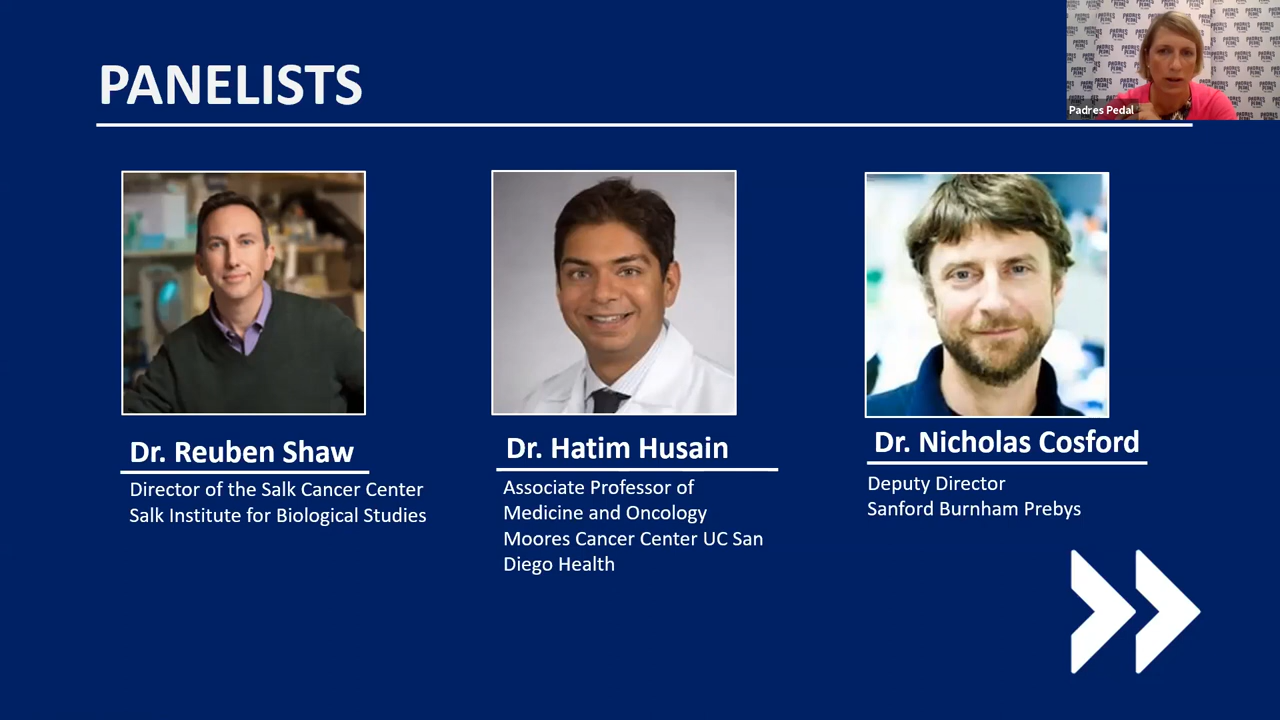 PANELISTS
Padres Pedal
Dr. Reuben Shaw
Director of the Salk Cancer Center
Salk Institute for Biological Studies
Dr. Hatim Husain
Associate Professor of
Medicine and Oncology
Moores Cancer Center UC San
Diego Health
Dr. Nicholas Cosford
Deputy Director
Sanford Burnham Prebys